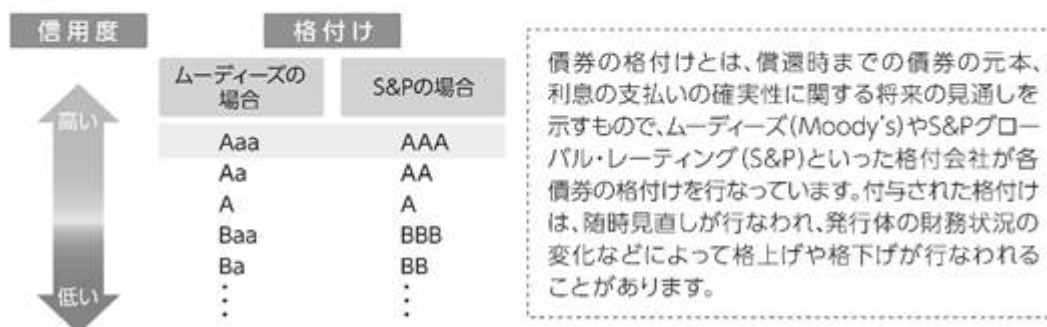 信用度
格付け
ムーディーズの
場合
S&Pの場合
高い
Aaa AAA
Aa AA
A A
Baa BBB
Ba BB
低い
債券の格付けとは、償還時までの債券の元本、
利息の支払いの確実性に関する将来の見通しを
示すもので、ムーディーズ(Moody's)やS&Pグロー
バル・レーティング(S&P)といった格付会社が各
債券の格付けを行なっています。付与された格付け
は、随時見直しが行なわれ、発行体の財務状況の
変化などによって格上げや格下げが行なわれる
ことがあります。